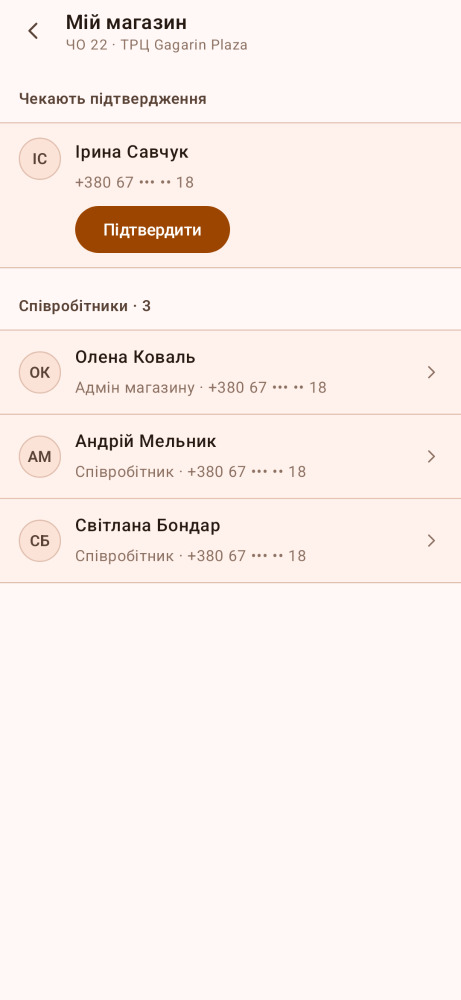 Мій магазин
ЧО 22 · ТРЦ Gagarin Plaza
Чекають підтвердження
ІС
Ірина Савчук
+380 67 ••• •• 18
Підтвердити
Співробітники · 3
ОК
Олена Коваль
Адмін магазину · +380 67 ••• •• 18
АМ
Андрій Мельник
Співробітник · +380 67 ••• •• 18
СБ
Світлана Бондар
Співробітник · +380 67 ••• •• 18